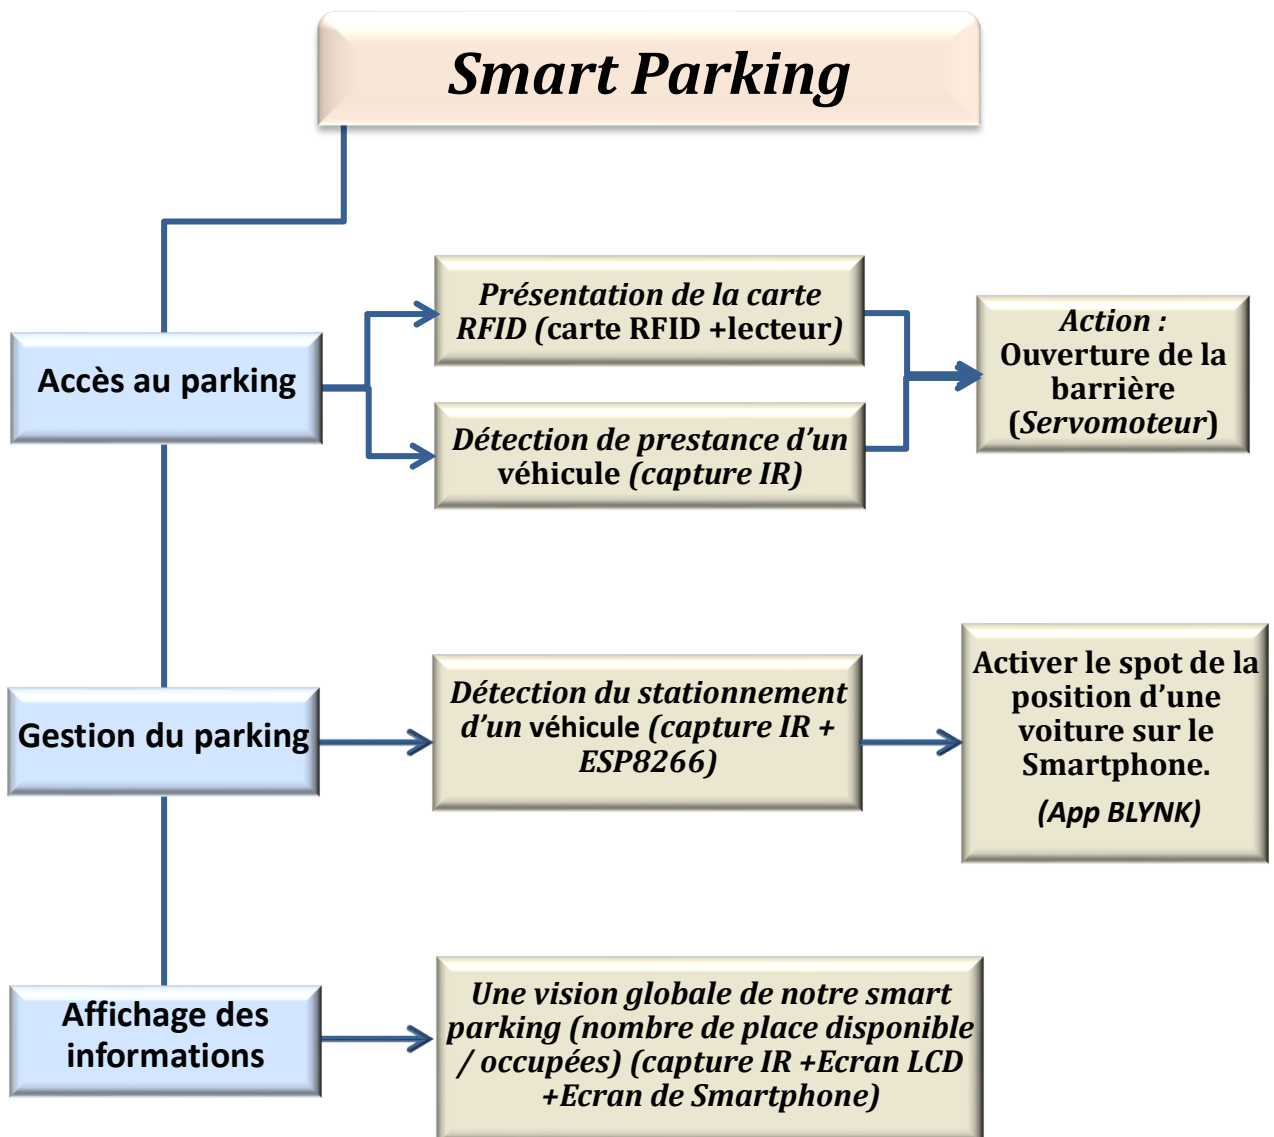 Smart Parking
Présentation de la carte
RFID (carte RFID +lecteur)
Action :
Ouverture de la
barrière
(Servomoteur)
Accès au parking
Détection de prestance d’un
véhicule (capture IR)
Activer le spot de la
position d’une
voiture sur le
Smartphone.
(App BLYNK)
Gestion du parking
Détection du stationnement
d’un véhicule (capture IR +
ESP8266)
Affichage des
informations
Une vision globale de notre smart
parking (nombre de place disponible
/ occupées) (capture IR +Ecran LCD
+Ecran de Smartphone)